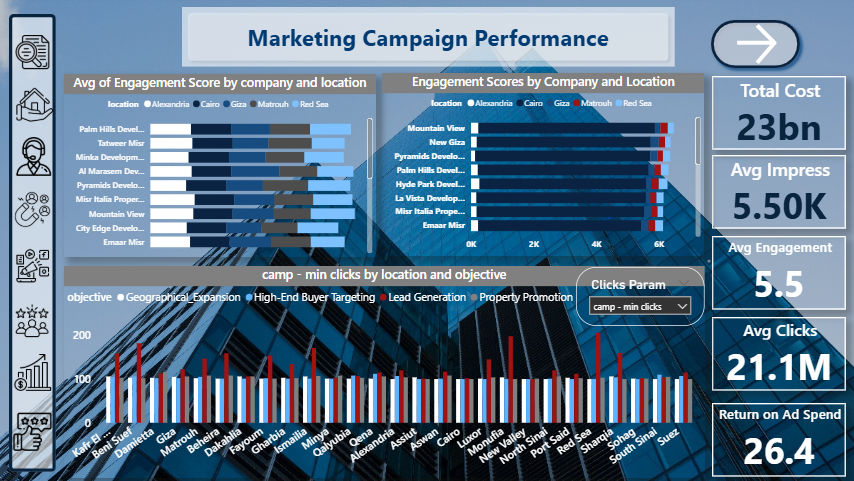 Marketing Campaign Performance
Avg of Engagement Score by company and location
location Alexandria Cairo Giza Matrouh Red Sea
Palm Hills Devel...
Tatweer Misr
Minka Developm...
Al Marasem Dev...
Pyramids Develo...
Misr Italia Proper...
Mountain View
City Edge Develo...
Emaar Misr
Engagement Scores by Company and Location
location Alexandria Cairo Giza Matrouh Red Sea
Mountain View
New Giza
Pyramids Develo...
Palm Hills Devel...
Hyde Park Devel...
La Vista Develop...
Misr Italia Prope...
Emaar Misr
0K 2K 4K 6K
Total Cost
23bn
Avg Impress
5.50K
Avg Engagement
5.5
Avg Clicks
21.1M
Return on Ad Spend
26.4
camp - min clicks by location and objective
objective Geographical_Expansion High-End Buyer Targeting Lead Generation Property Promotion
Clicks Param
camp - min clicks
200
100
0
Kafr El ...
Beni Suef
Damietta
Giza
Matrouh
Beheira
Dakahlia
Fayoum
Gharbia
Ismailia
Minya
Qalyubia
Qena
Alexandria
Assiut
Aswan
Cairo
Luxor
Monufia
New Valley
North Sinai
Port Said
Red Sea
Sharqia
Sohag
South Sinai
Suez